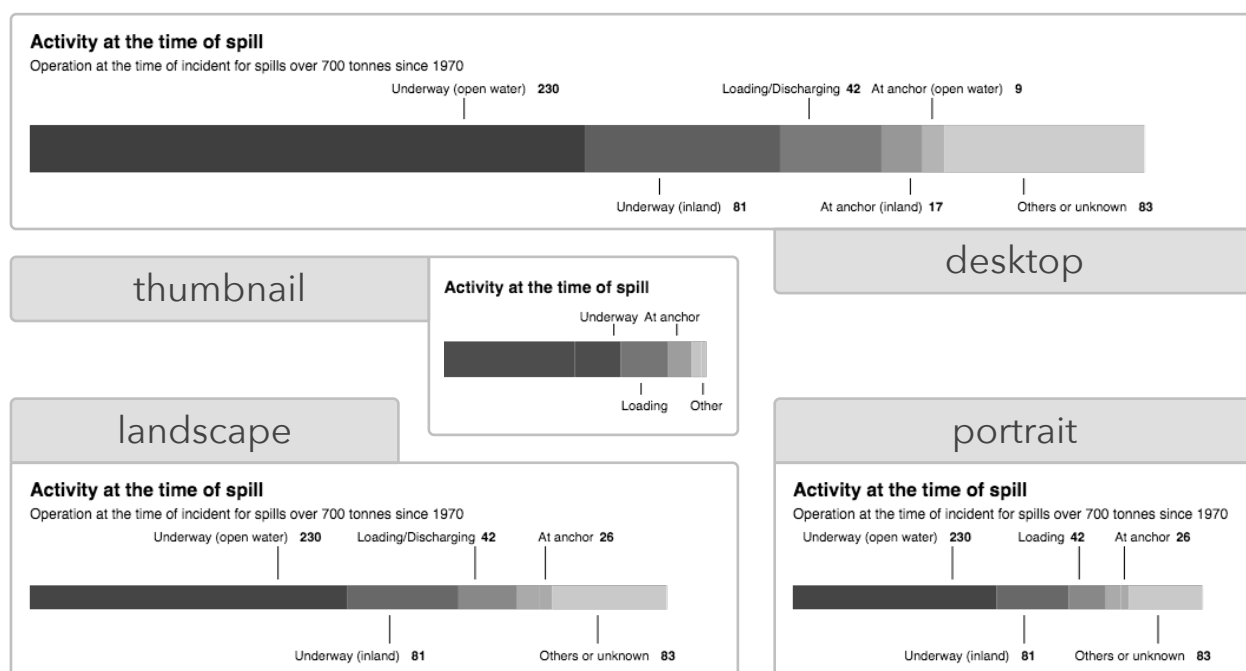 Activity at the time of spill
Operation at the time of incident for spills over 700 tonnes since 1970
Underway (open water) 230
Loading/Discharging 42
At anchor (open water) 9
Underway (inland) 81
At anchor (inland) 17
Others or unknown 83
desktop
thumbnail
Activity at the time of spill
Underway At anchor
Loading
Other
landscape
Activity at the time of spill
Operation at the time of incident for spills over 700 tonnes since 1970
Underway (open water) 230
Loading/Discharging 42
At anchor 26
Underway (inland) 81
Others or unknown 83
portrait
Activity at the time of spill
Operation at the time of incident for spills over 700 tonnes since 1970
Underway (open water) 230
Loading 42
At anchor 26
Underway (inland) 81
Others or unknown 83